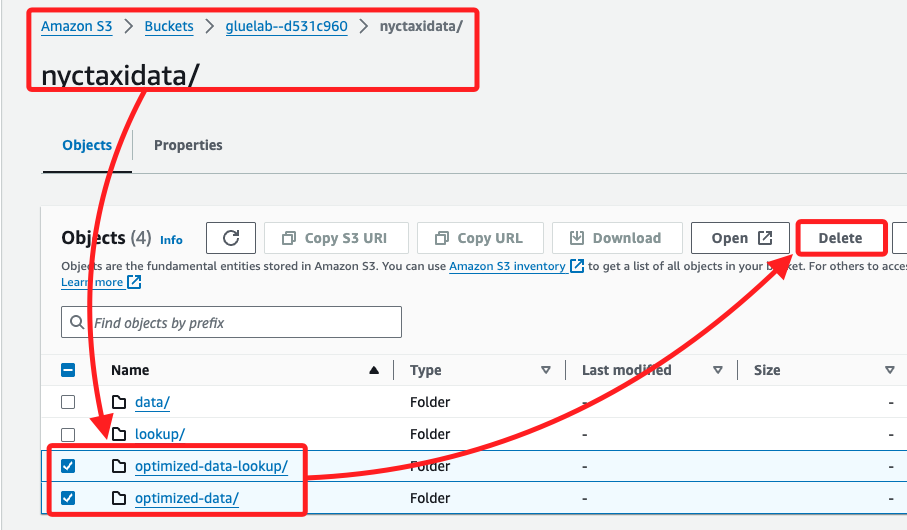 Amazon S3 > Buckets > gluelab--d531c960 > nyctaxidata/
nyctaxidata/
Objects Properties
Objects (4) Info Copy S3 URI Copy URL Download Open Delete
Objects are the fundamental entities stored in Amazon S3. You can use Amazon S3 inventory to get a list of all objects in your bucket. For others to acce
Learn more
Find objects by prefix
Name Type Last modified Size
data/ Folder - -
lookup/ Folder - -
optimized-data-lookup/ Folder - -
optimized-data/ Folder - -